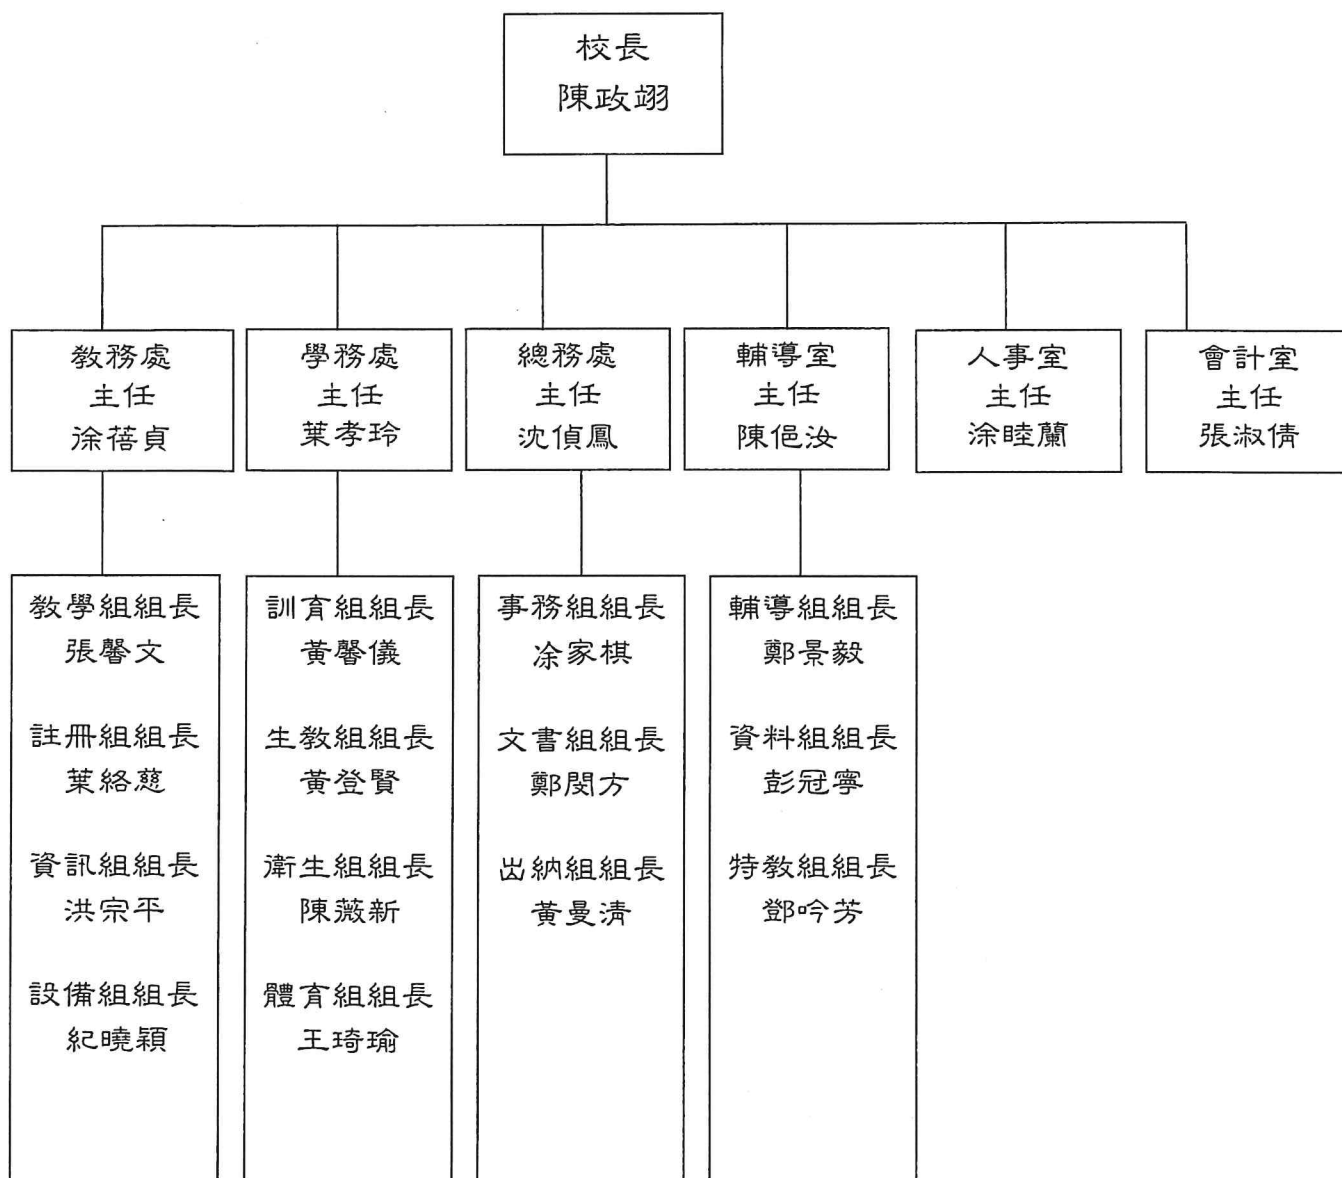 校長
陳政翊
教務處
主任
徐蓓貞
學務處
主任
葉孝玲
總務處
主任
沈偵鳳
輔導室
主任
陳俋汝
人事室
主任
涂睦蘭
會計室
主任
張淑倩
教學組組長
張馨文
註冊組組長
葉絡慈
資訊組組長
洪宗平
設備組組長
紀曉穎
訓育組組長
黃馨儀
生教組組長
黃登賢
衛生組組長
陳薇新
體育組組長
王琦瑜
事務組組長
凃家棋
文書組組長
鄭閔方
出納組組長
黃曼清
輔導組組長
鄭景毅
資料組組長
彭冠寧
特教組組長
鄧吟芳